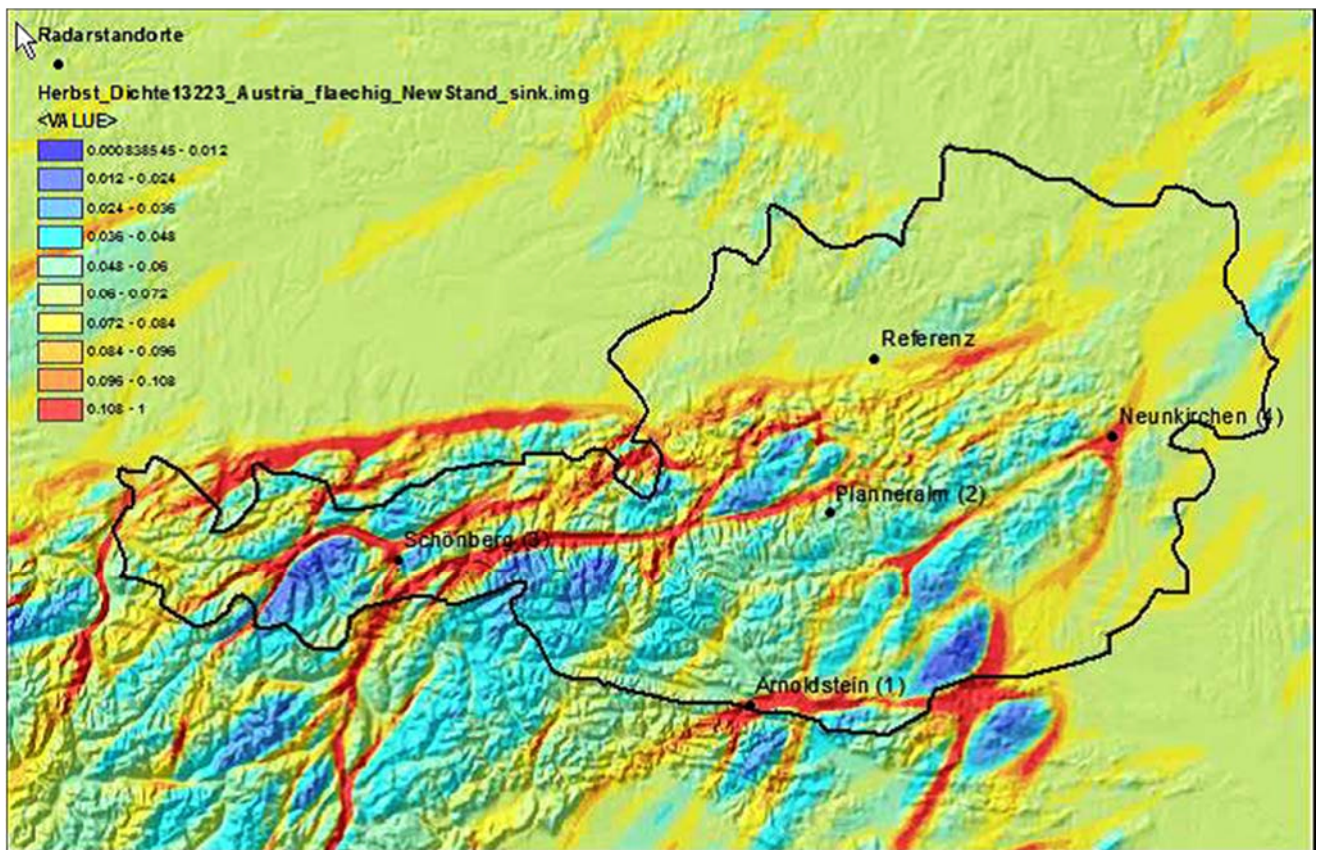 Radarstandorte
Herbst_Dichte13223_Austria_flaechig_NewStand_sink.img
<VALUE>
0.000838545 - 0.012
0.012 - 0.024
0.024 - 0.036
0.036 - 0.048
0.048 - 0.06
0.06 - 0.072
0.072 - 0.084
0.084 - 0.096
0.096 - 0.108
0.108 - 1
Referenz
Neunkirchen (4)
Planneralm (2)
Schönberg (3)
Arnoldstein (1)